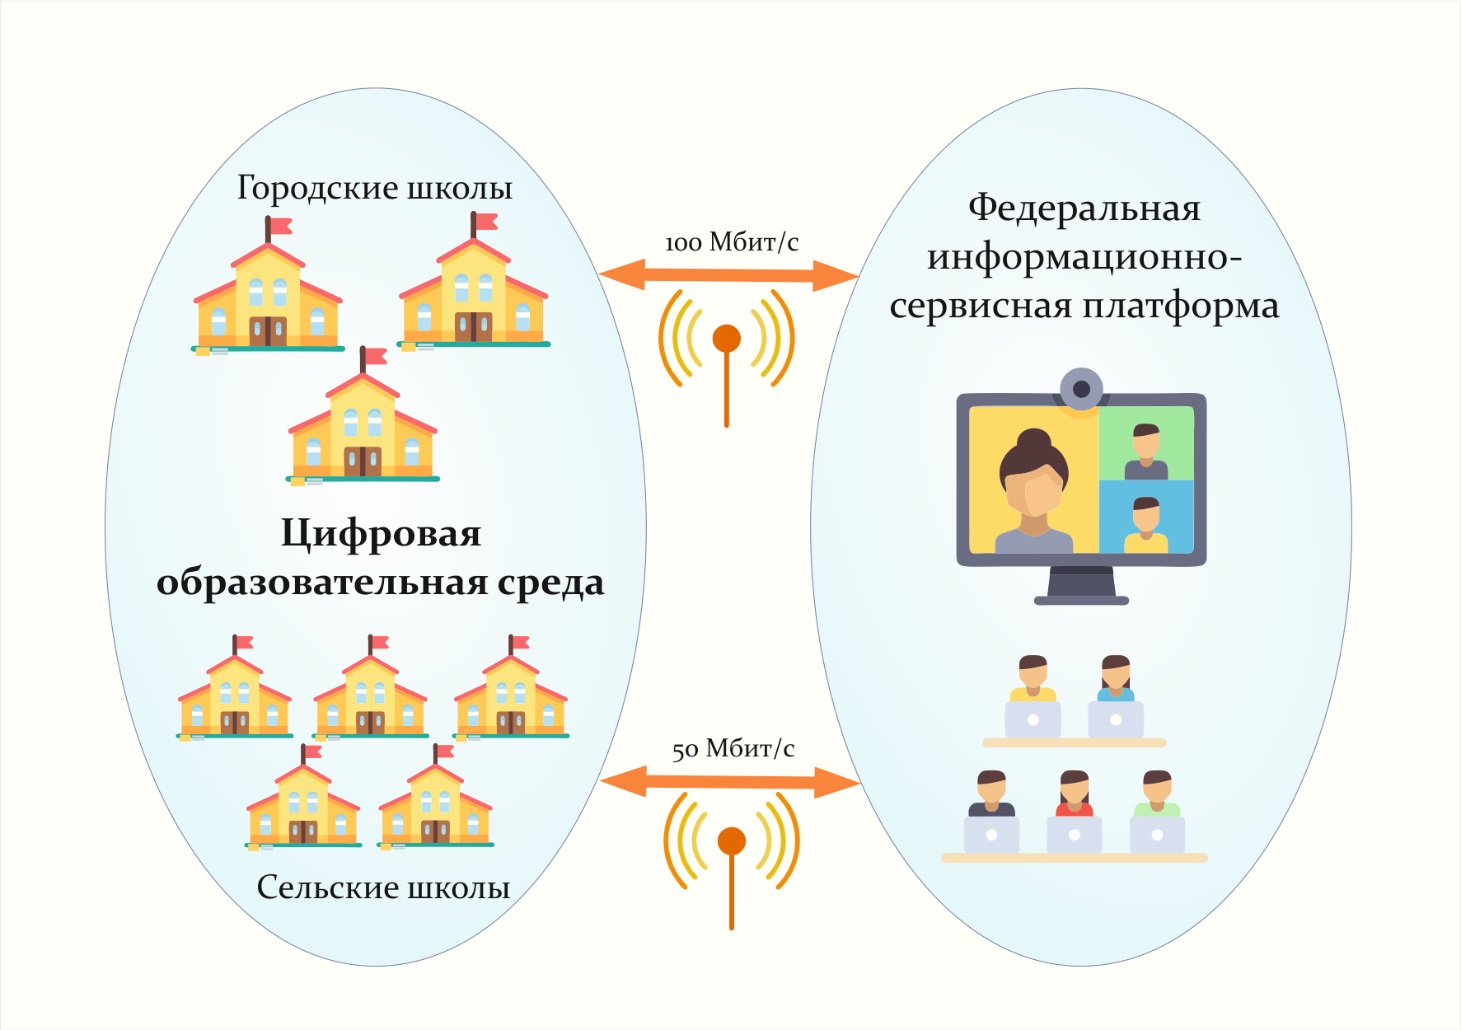 Городские школы
100 Мбит/с
Федеральная
информационно-
сервисная платформа
Цифровая
образовательная среда
50 Мбит/с
Сельские школы